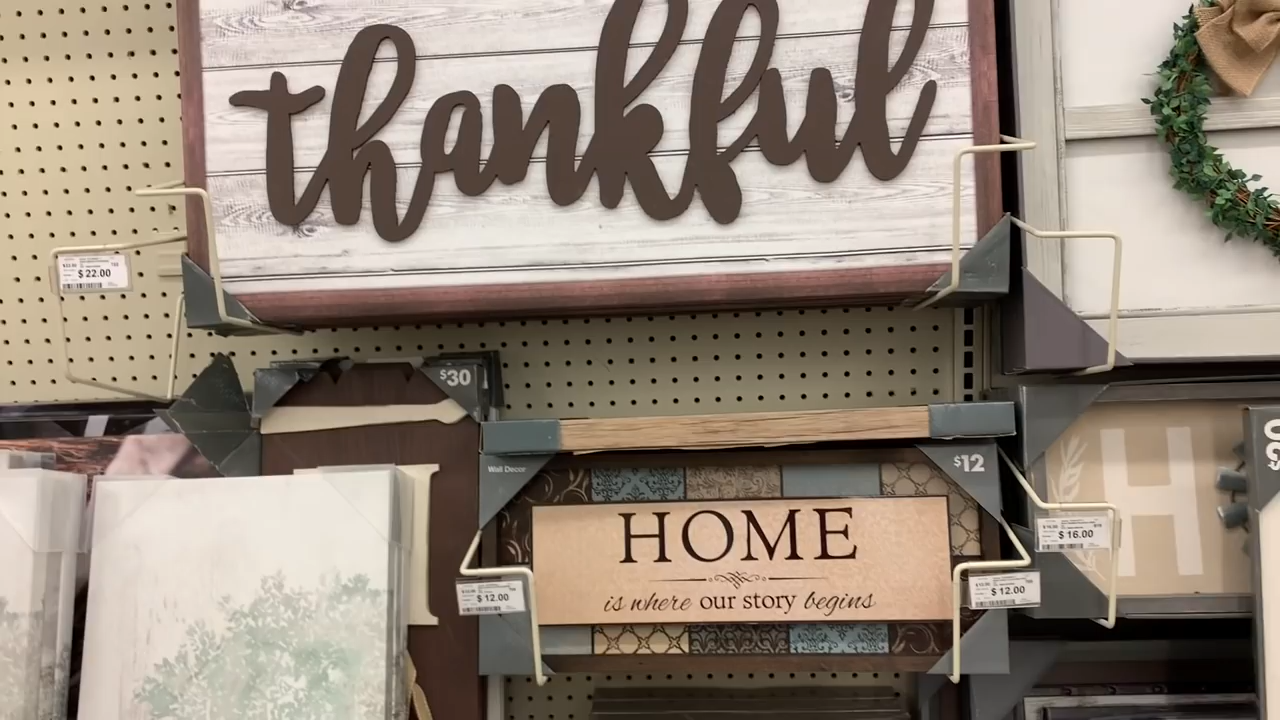 thankful
$22.00
$30
Wall Decor
$12
HOME
is where our story begins
$12.00
$12.00
$16.00
H